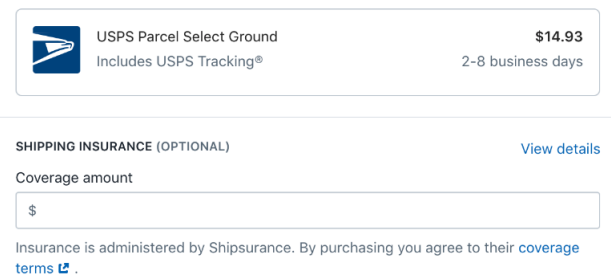 USPS Parcel Select Ground $14.93
Includes USPS Tracking® 2-8 business days
SHIPPING INSURANCE (OPTIONAL) View details
Coverage amount
$
Insurance is administered by Shipsurance. By purchasing you agree to their coverage
terms .